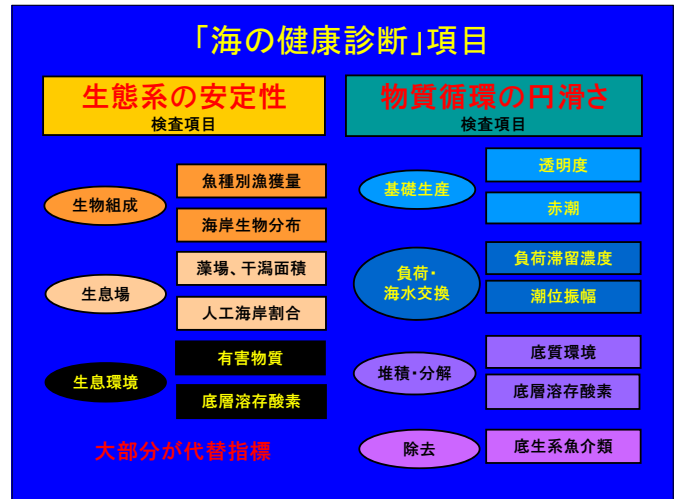 「海の健康診断」項目
生態系の安定性
検査項目
生物組成
魚種別漁獲量
海岸生物分布
生息場
藻場、干潟面積
人工海岸割合
生息環境
有害物質
底層溶存酸素
大部分が代替指標
物質循環の円滑さ
検査項目
基礎生産
透明度
赤潮
負荷・
海水交換
負荷滞留濃度
潮位振幅
堆積・分解
底質環境
底層溶存酸素
除去
底生系魚介類